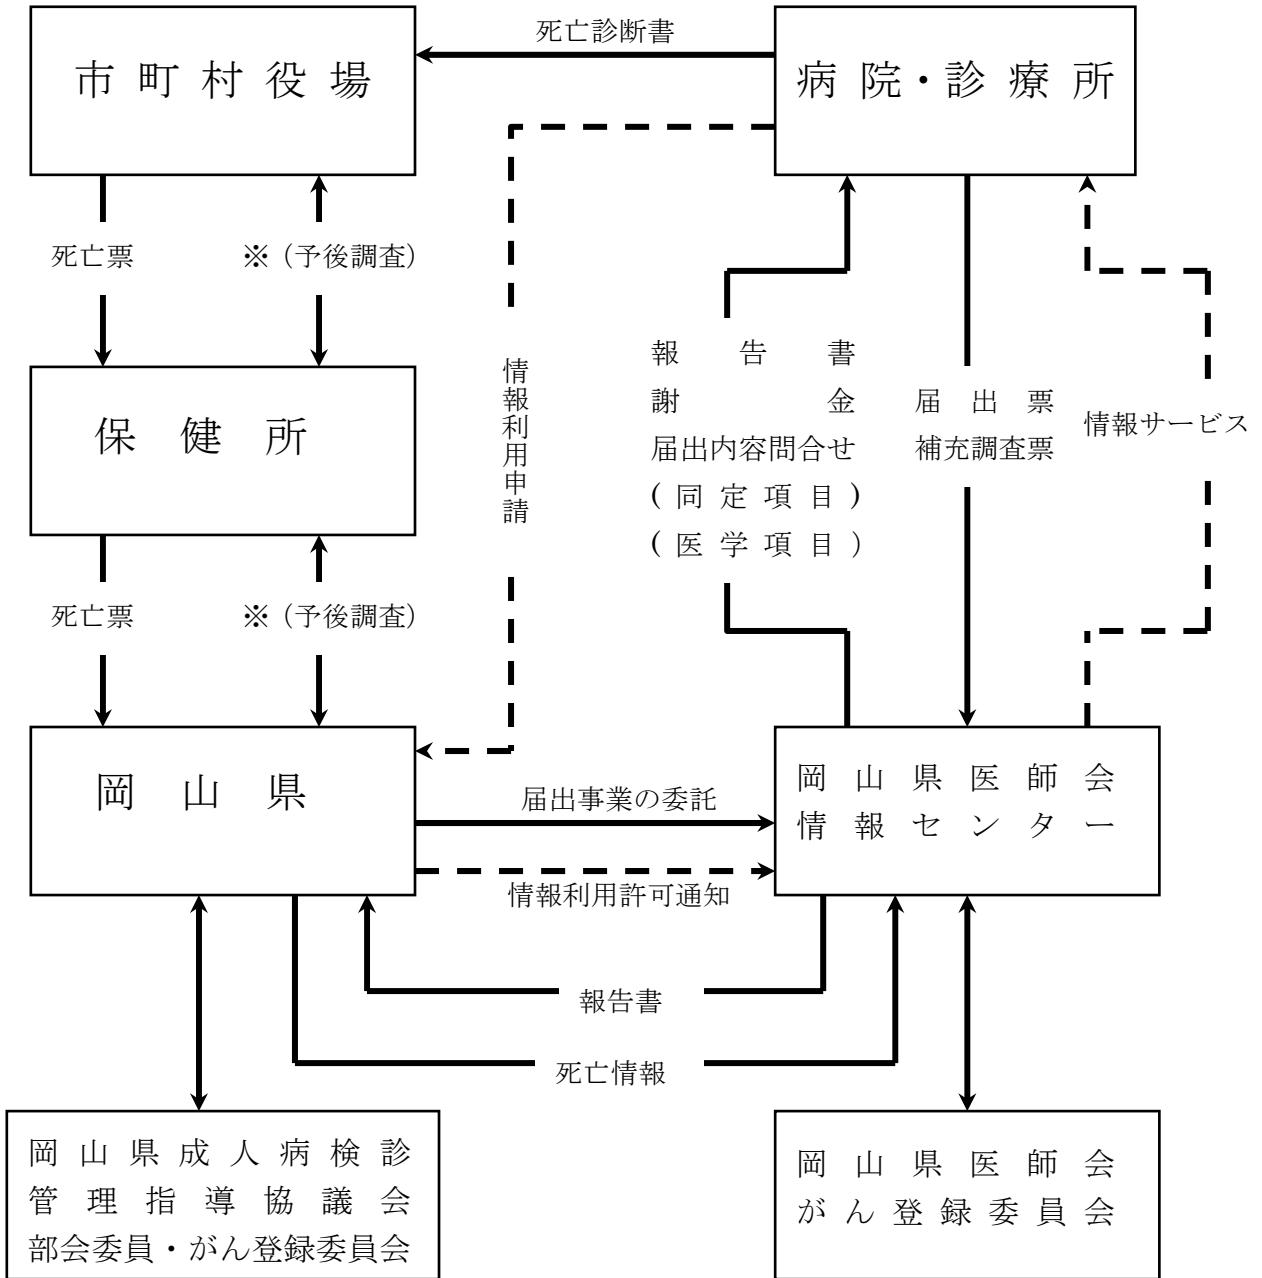 死亡診断書
市町村役場
病院・診療所
死亡票
※（予後調査）
保健所
情報利用申請
報告書
謝金
届出内容問合せ
(同定項目)
(医学項目)
届出票
補充調査票
情報サービス
死亡票
※（予後調査）
岡山県
届出事業の委託
情報利用許可通知
岡山県医師会
情報センター
報告書
死亡情報
岡山県成人病検診
管理指導協議会
部会委員・がん登録委員会
岡山県医師会
がん登録委員会